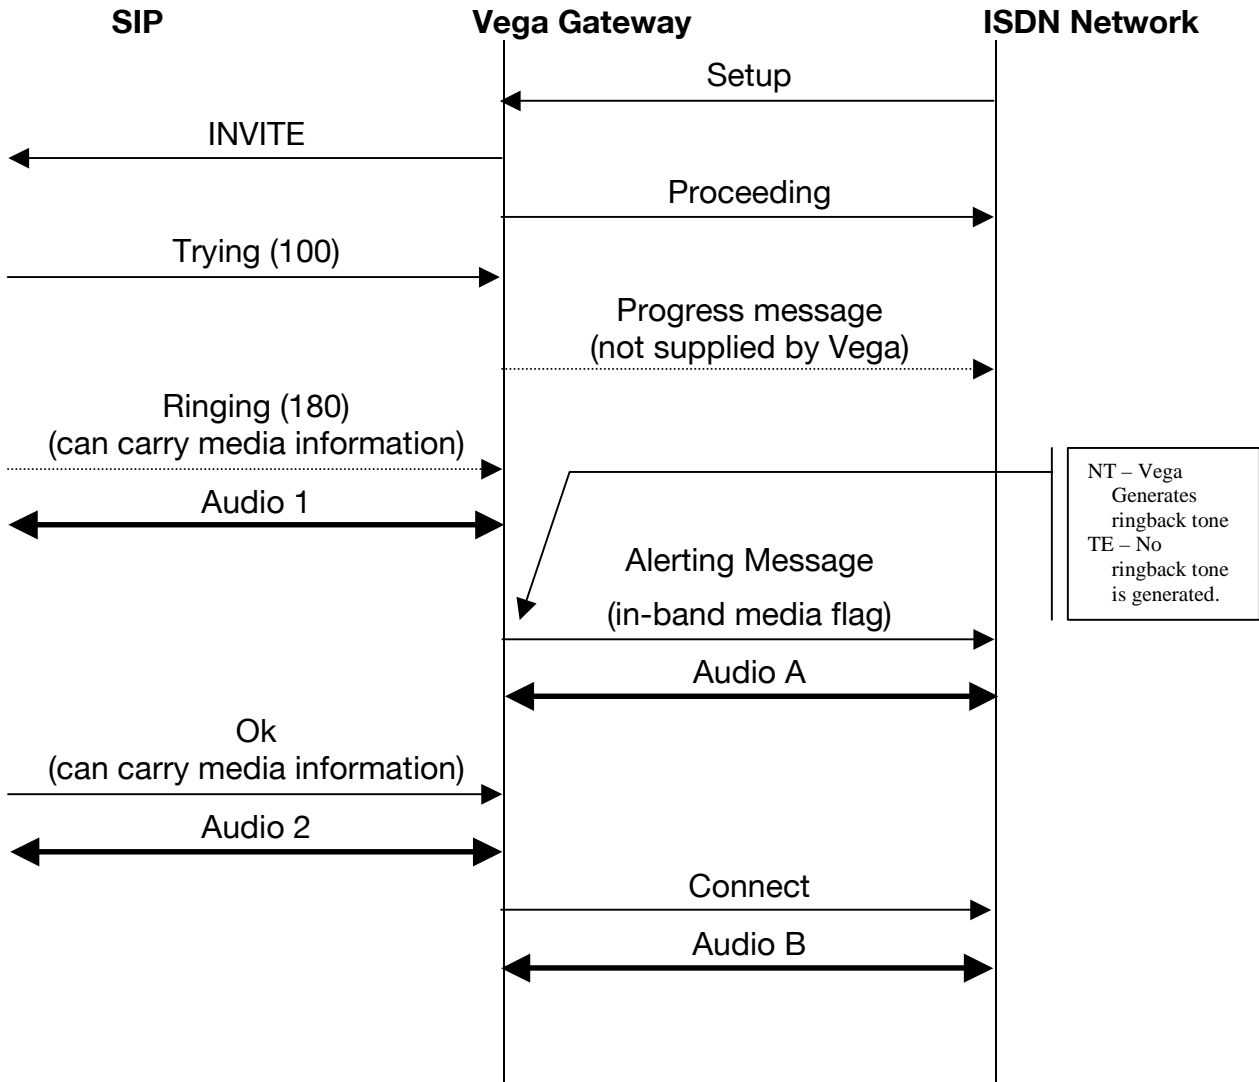 SIP
Vega Gateway
ISDN Network
Setup
INVITE
Proceeding
Trying (100)
Progress message
(not supplied by Vega)
Ringing (180)
(can carry media information)
Audio 1
NT – Vega
Generates
ringback tone
TE – No
ringback tone
is generated.
Alerting Message
(in-band media flag)
Audio A
Ok
(can carry media information)
Audio 2
Connect
Audio B